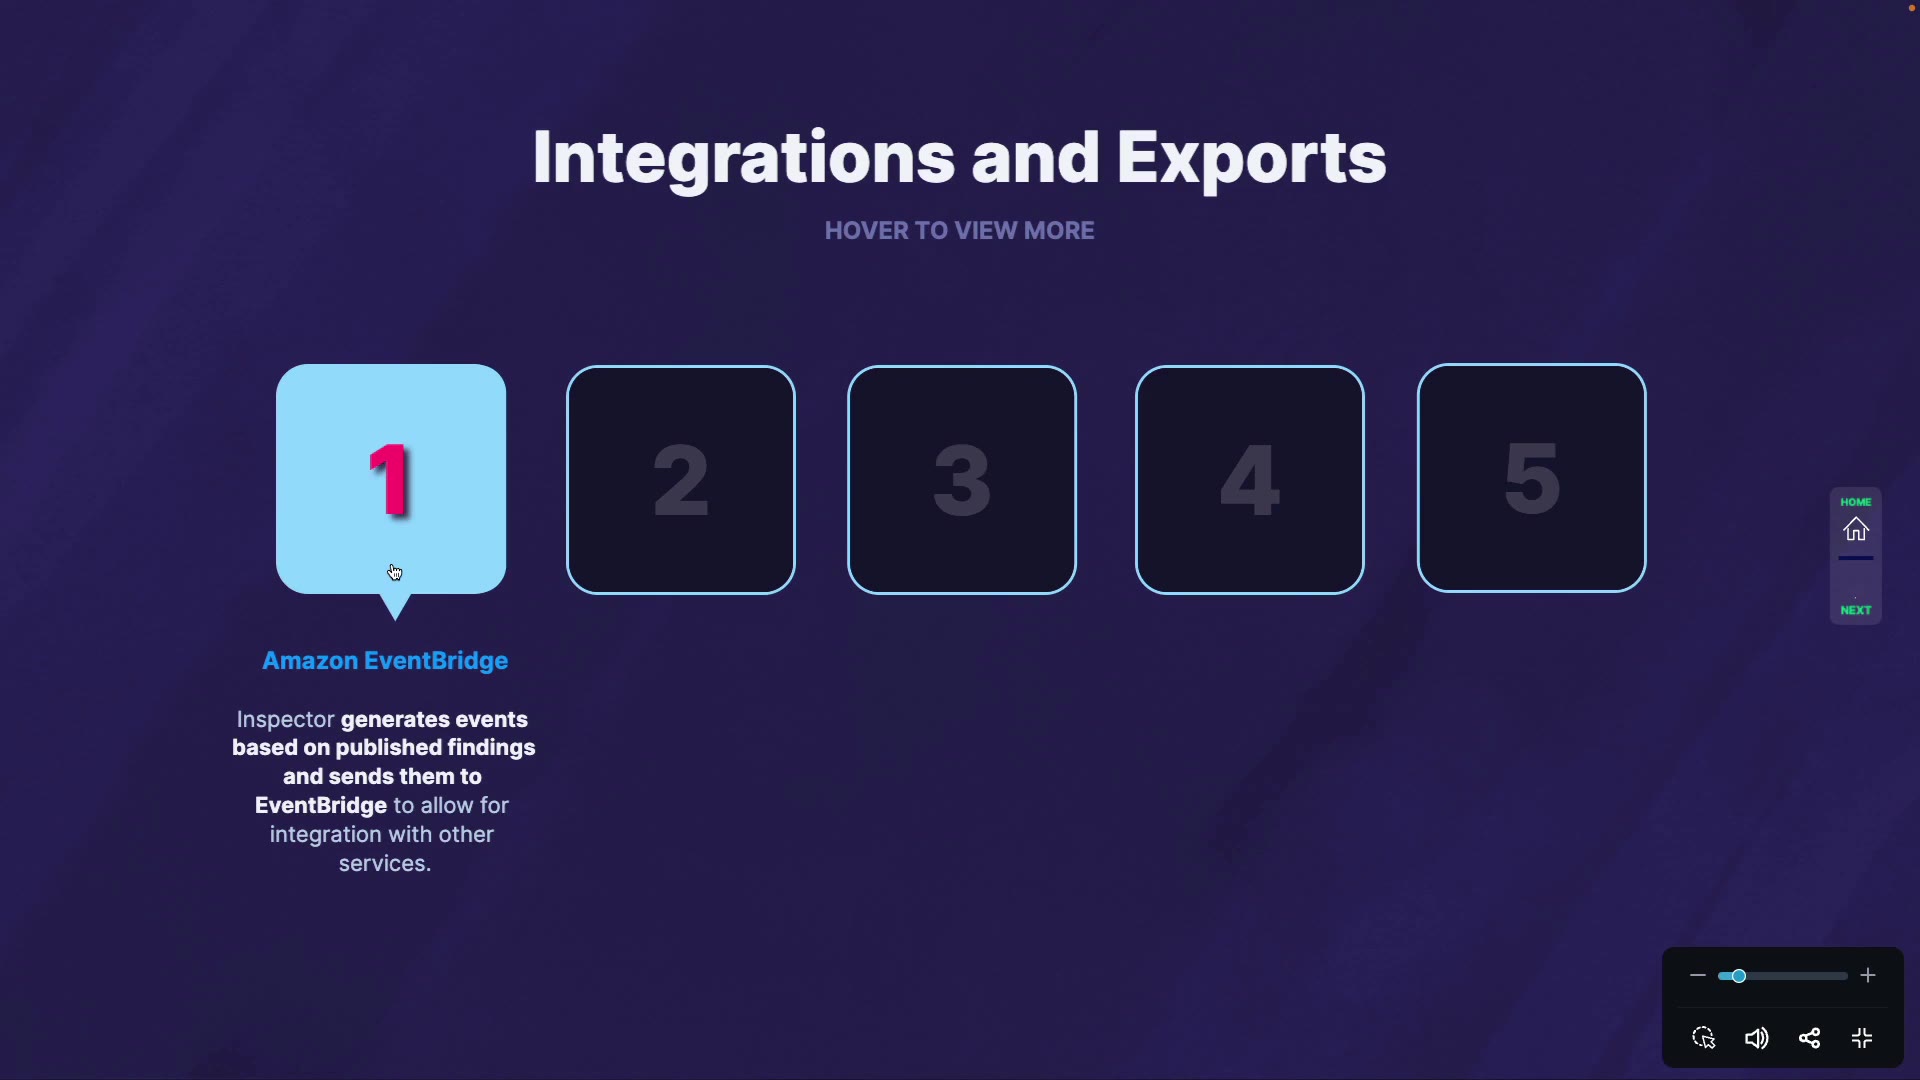 Integrations and Exports
HOVER TO VIEW MORE
1
2
3
4
5
HOME
NEXT
Amazon EventBridge
Inspector generates events
based on published findings
and sends them to
EventBridge to allow for
integration with other
services.